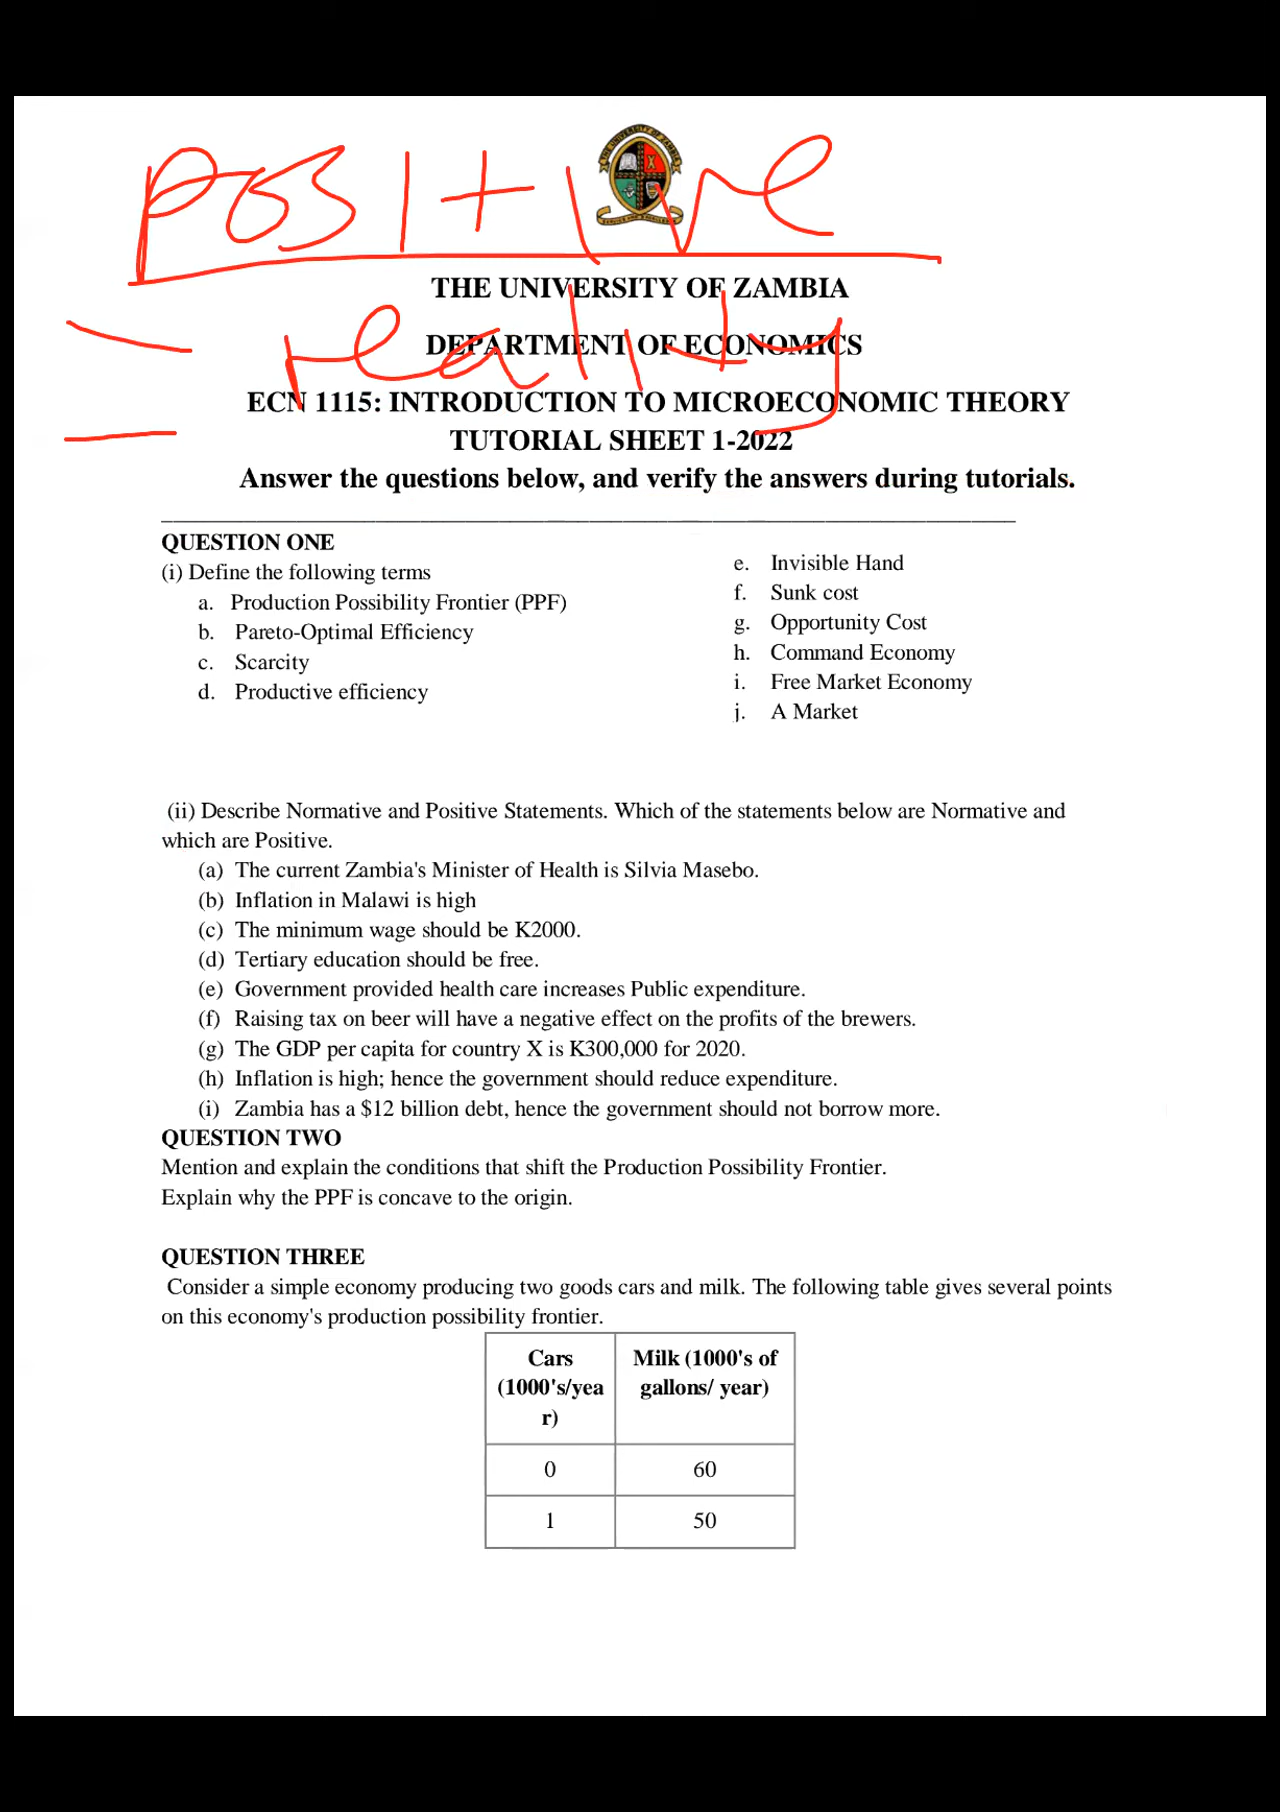 positive
THE UNIVERSITY OF ZAMBIA
reality
DEPARTMENT OF ECONOMICS
ECN 1115: INTRODUCTION TO MICROECONOMIC THEORY
TUTORIAL SHEET 1-2022
Answer the questions below, and verify the answers during tutorials.
QUESTION ONE
(i) Define the following terms
a. Production Possibility Frontier (PPF)
b. Pareto-Optimal Efficiency
c. Scarcity
d. Productive efficiency
e. Invisible Hand
f. Sunk cost
g. Opportunity Cost
h. Command Economy
i. Free Market Economy
j. A Market
(ii) Describe Normative and Positive Statements. Which of the statements below are Normative and
which are Positive.
(a) The current Zambia's Minister of Health is Silvia Masebo.
(b) Inflation in Malawi is high
(c) The minimum wage should be K2000.
(d) Tertiary education should be free.
(e) Government provided health care increases Public expenditure.
(f) Raising tax on beer will have a negative effect on the profits of the brewers.
(g) The GDP per capita for country X is K300,000 for 2020.
(h) Inflation is high; hence the government should reduce expenditure.
(i) Zambia has a $12 billion debt, hence the government should not borrow more.
QUESTION TWO
Mention and explain the conditions that shift the Production Possibility Frontier.
Explain why the PPF is concave to the origin.
QUESTION THREE
Consider a simple economy producing two goods cars and milk. The following table gives several points
on this economy's production possibility frontier.
Cars Milk (1000's of
(1000's/yea gallons/ year)
r)
0 60
1 50